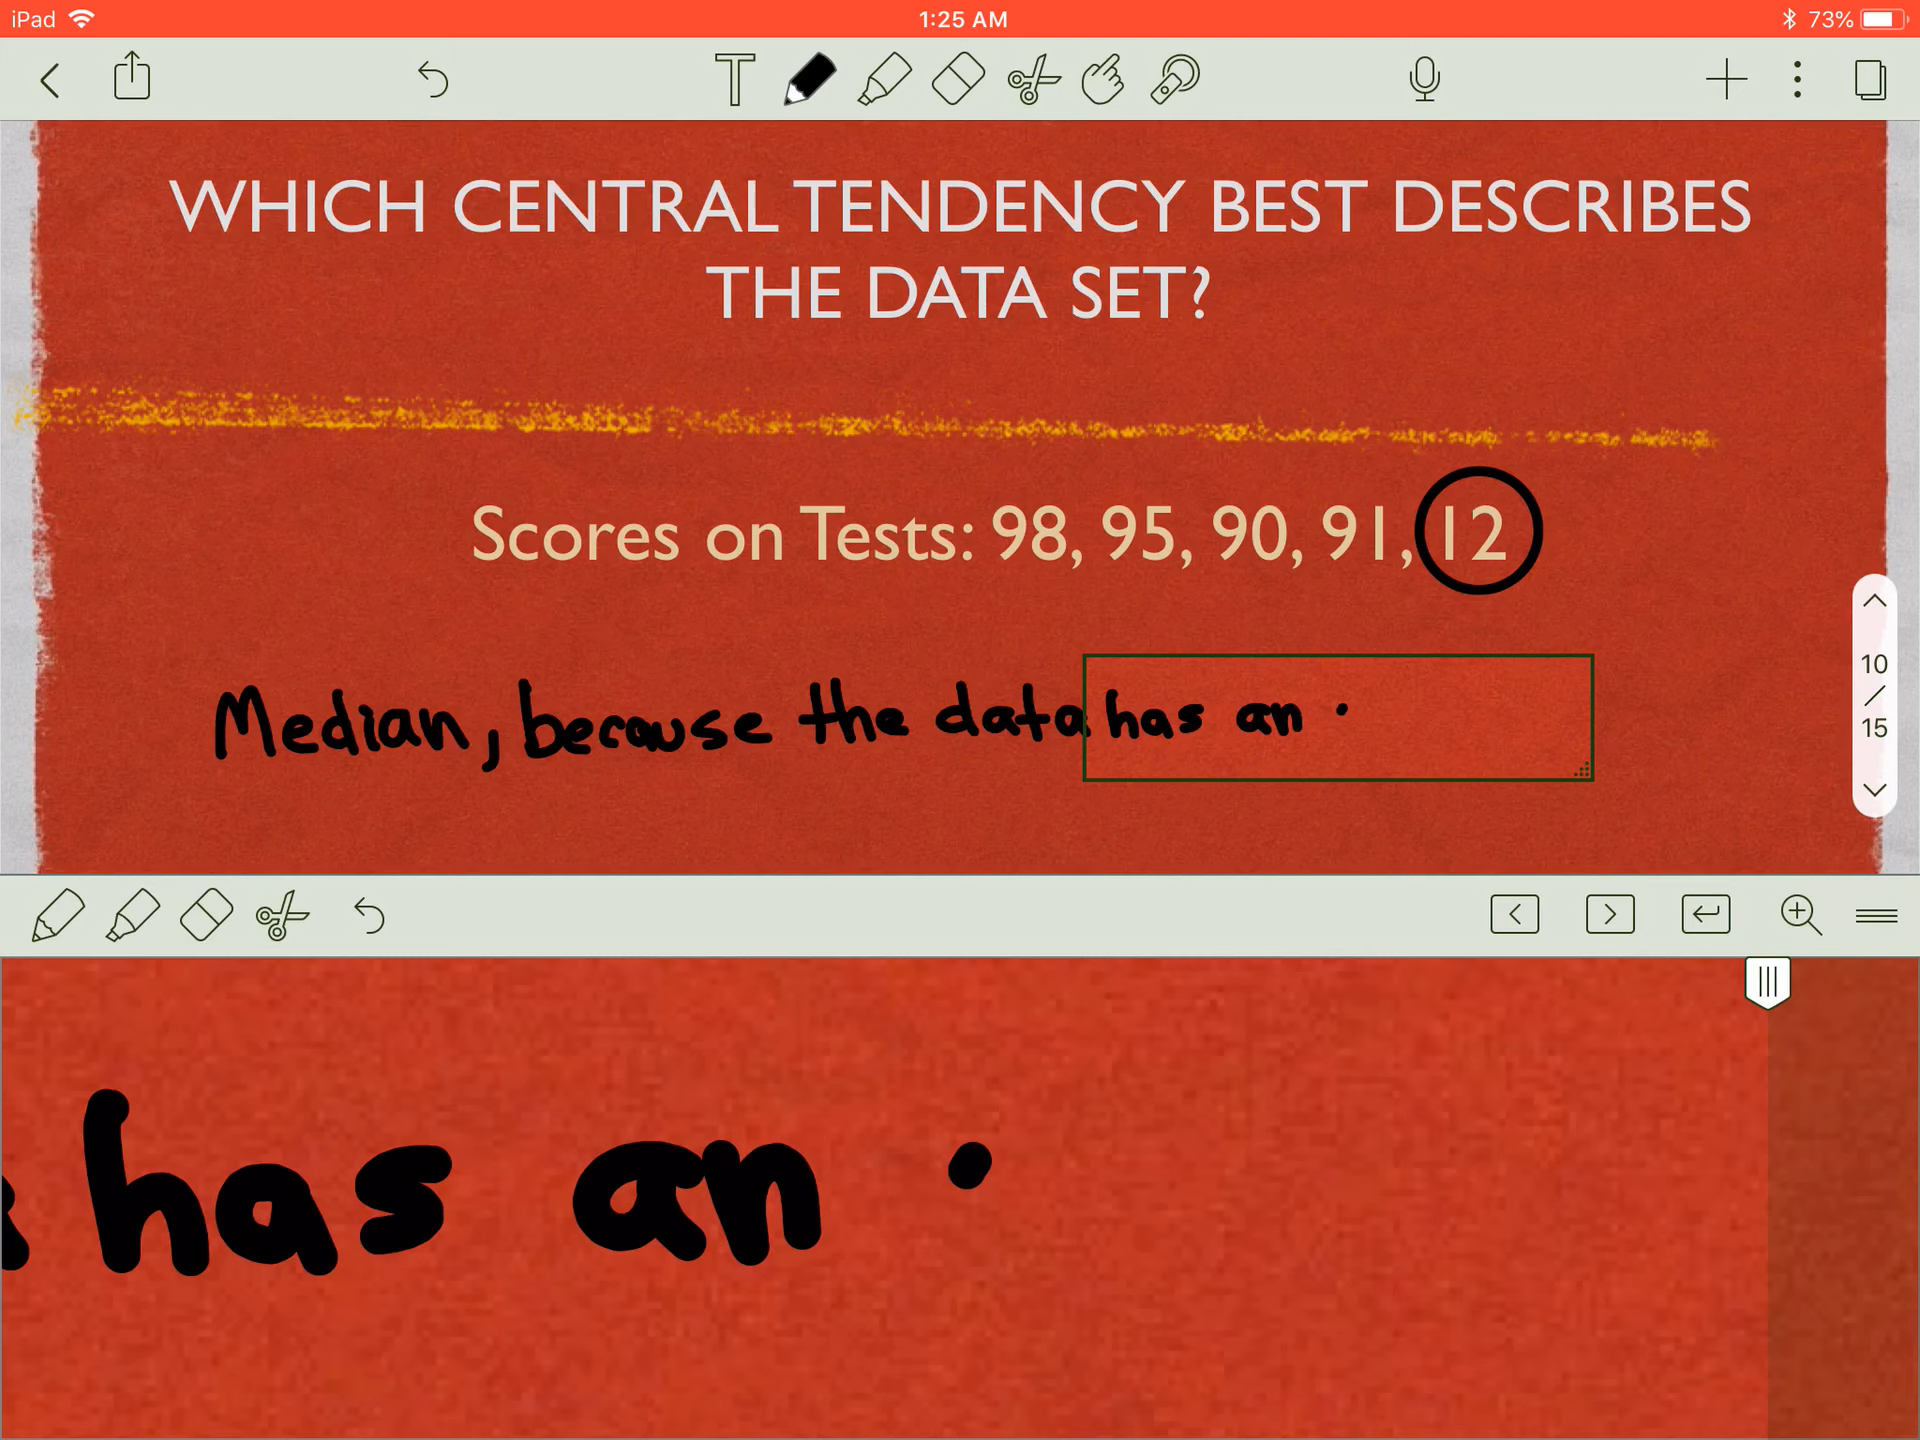 iPad 1:25 AM 73%
T
WHICH CENTRAL TENDENCY BEST DESCRIBES
THE DATA SET?
Scores on Tests: 98, 95, 90, 91, 12
Median, because the data has an .
10
/
15
has an .